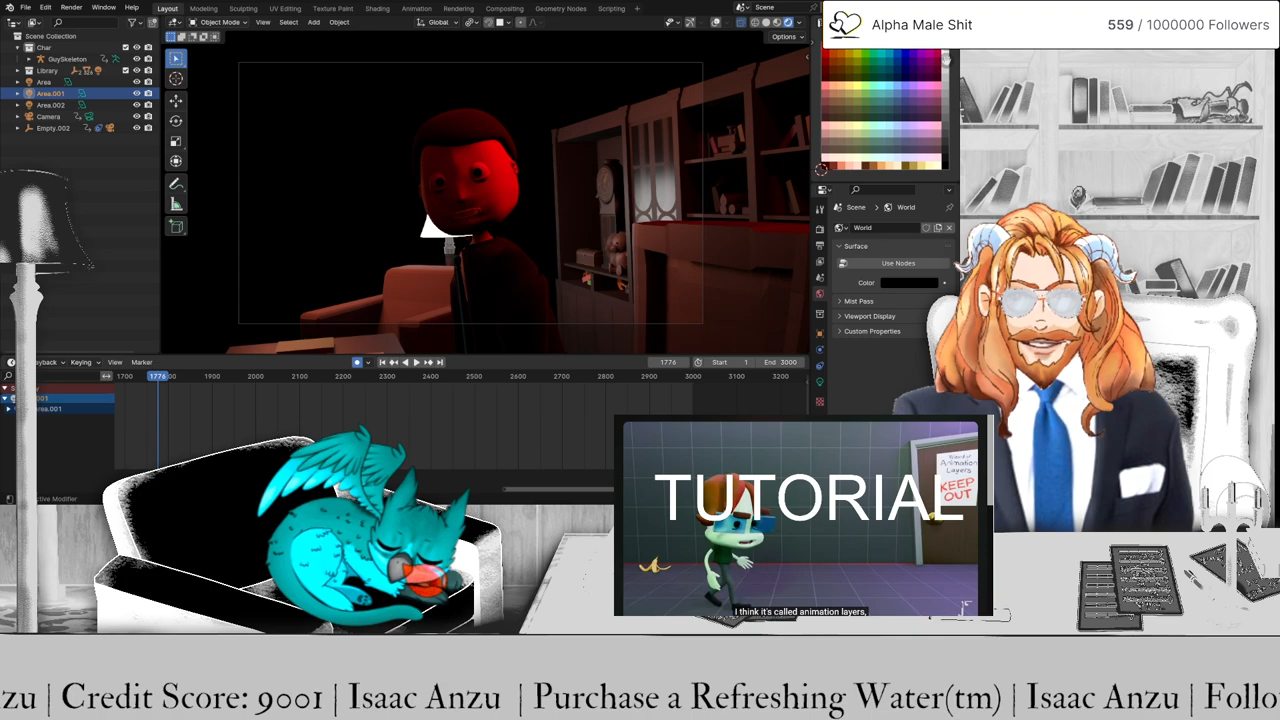 File Edit Render Window Help
Layout Modeling Sculpting UV Editing Texture Paint Shading Animation Rendering Compositing Geometry Nodes Scripting
Scene
Object Mode View Select Add Object Global
Options
Scene Collection
Char
GuySkeleton
Library
Area
Area.001
Area.002
Camera
Empty.002
Alpha Male Shit 559 / 1000000 Followers
Scene World
World
Surface
Use Nodes
Color
Mist Pass
Viewport Display
Custom Properties
yback Keying View Marker
1776 Start 1 End 3000
1700 1776 1900 2000 2100 2200 2300 2400 2500 2600 2700 2800 2900 3000 3100 3200
.001
rea.001
ctive Modifier
TUTORIAL
Animation
Layers
KEEP
OUT
I think it's called animation layers,
zu | Credit Score: 9001 | Isaac Anzu | Purchase a Refreshing Water(tm) | Isaac Anzu | Follo